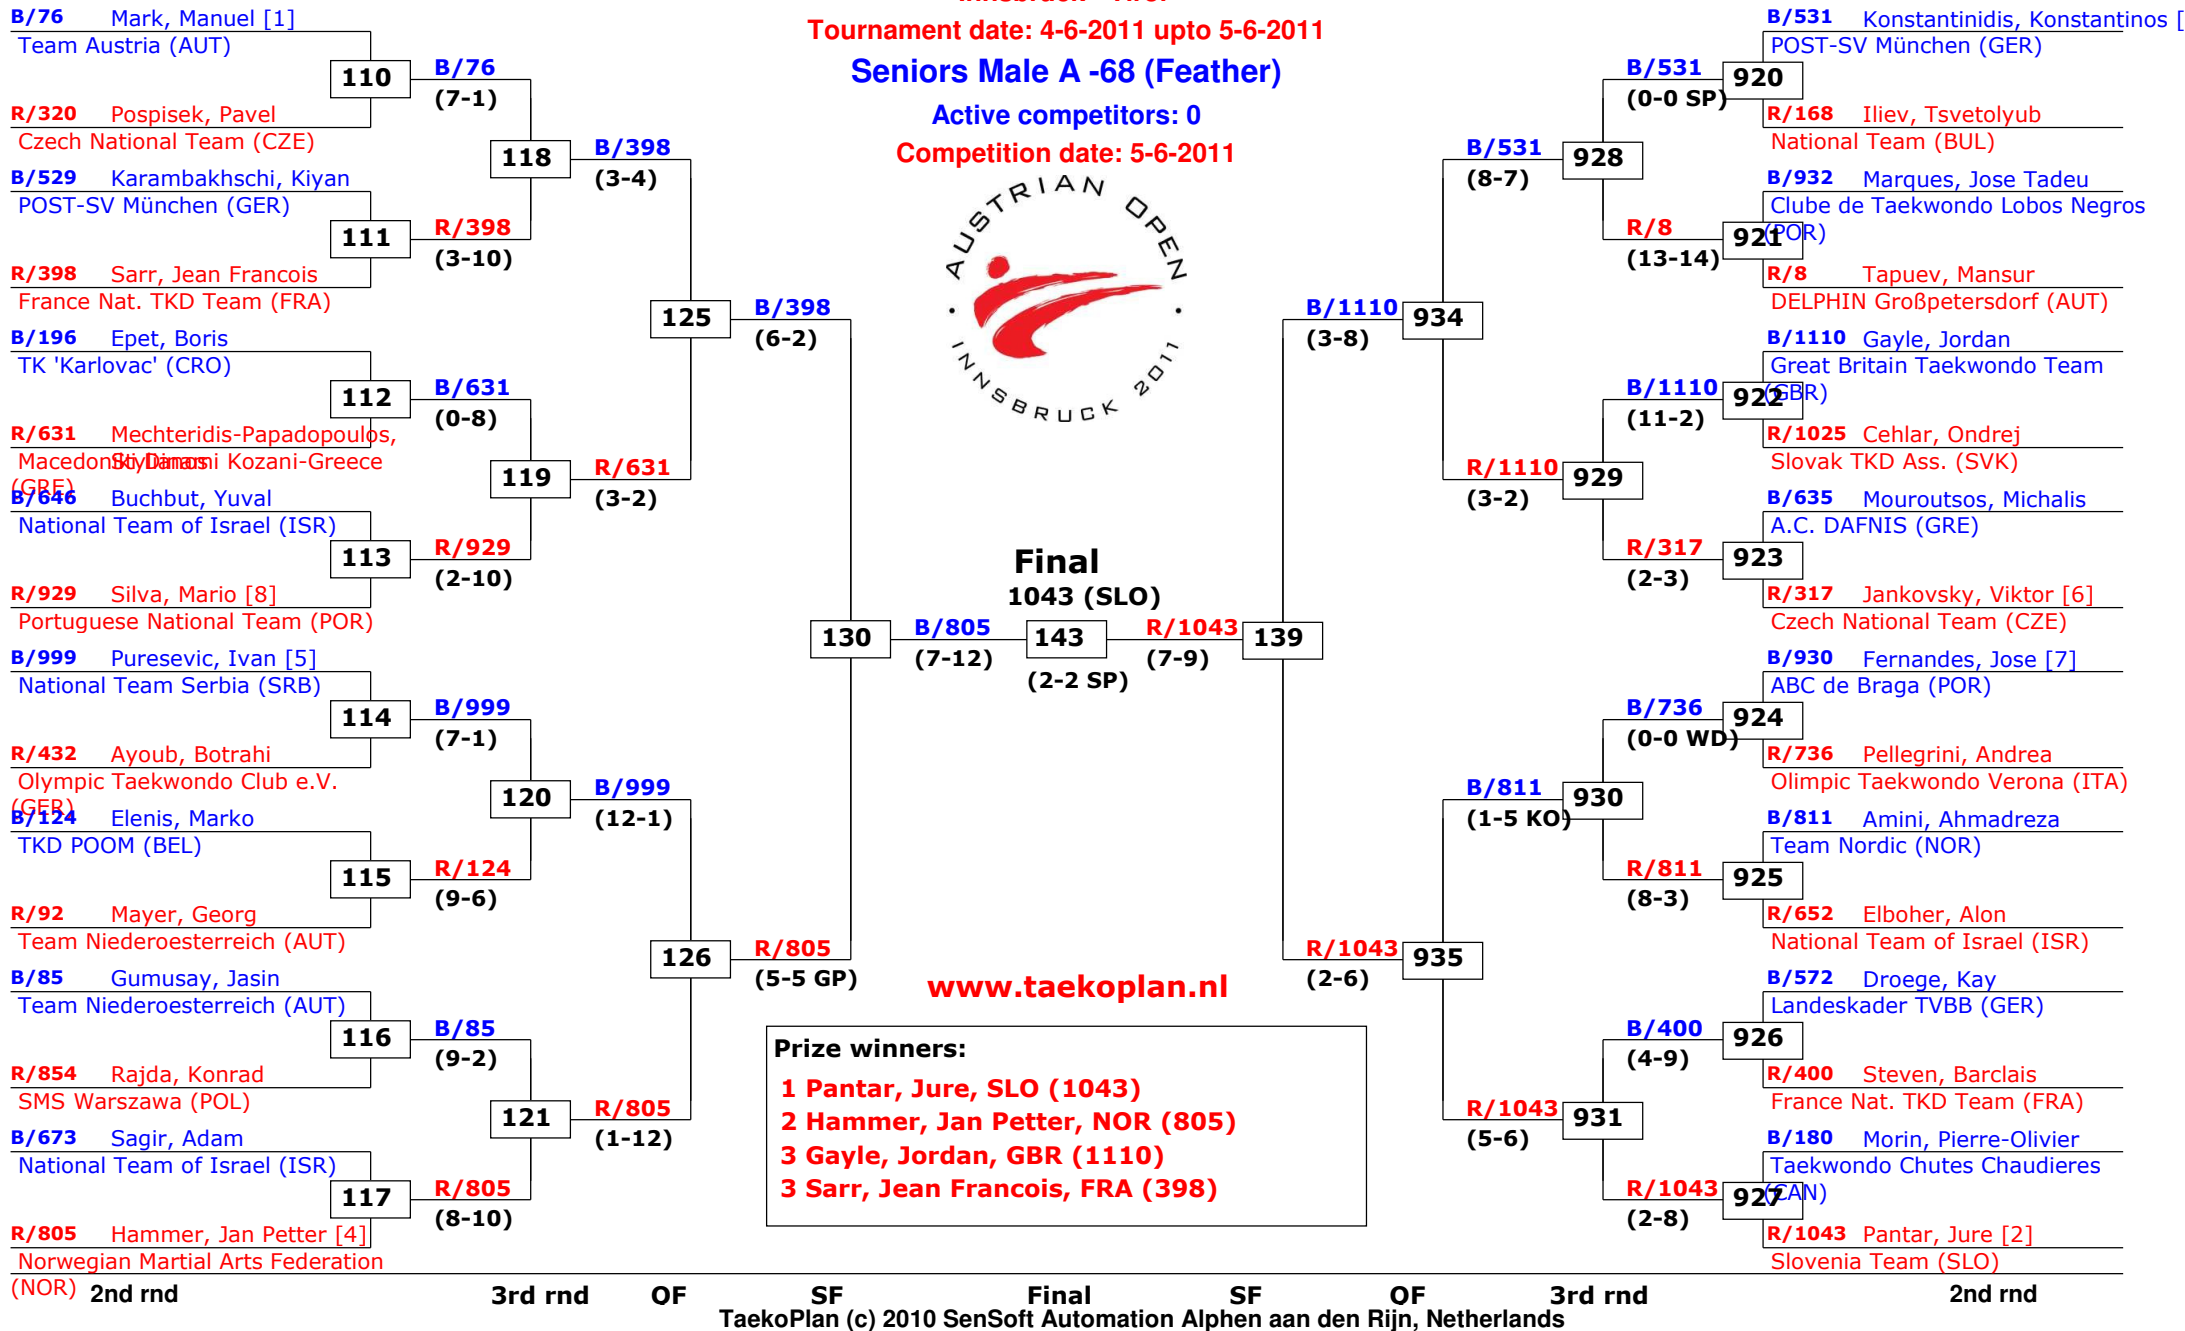 Innsbruck - Tirol
Tournament date: 4-6-2011 upto 5-6-2011
Seniors Male A -68 (Feather)
Active competitors: 0
Competition date: 5-6-2011
AUSTRIAN OPEN
INNSBRUCK 2011
B/76 Mark, Manuel [1]
Team Austria (AUT)
110
R/320 Pospisek, Pavel
Czech National Team (CZE)
B/529 Karambakhschi, Kiyan
POST-SV München (GER)
111
R/398 Sarr, Jean Francois
France Nat. TKD Team (FRA)
B/196 Epet, Boris
TK 'Karlovac' (CRO)
112
R/631 Mechteridis-Papadopoulos,
Macedoniki Dinami Kozani-Greece
(GRE)
B/646 Buchbut, Yuval
National Team of Israel (ISR)
113
R/929 Silva, Mario [8]
Portuguese National Team (POR)
B/999 Puresevic, Ivan [5]
National Team Serbia (SRB)
114
R/432 Ayoub, Botrahi
Olympic Taekwondo Club e.V.
(GER)
B/124 Elenis, Marko
TKD POOM (BEL)
115
R/92 Mayer, Georg
Team Niederoesterreich (AUT)
B/85 Gumusay, Jasin
Team Niederoesterreich (AUT)
116
R/854 Rajda, Konrad
SMS Warszawa (POL)
B/673 Sagir, Adam
National Team of Israel (ISR)
117
R/805 Hammer, Jan Petter [4]
Norwegian Martial Arts Federation
(NOR)
B/76
(7-1)
118
R/398
(3-10)
B/631
(0-8)
119
R/929
(2-10)
B/999
(7-1)
120
R/124
(9-6)
B/85
(9-2)
121
R/805
(8-10)
B/398
(3-4)
125
R/631
(3-2)
B/999
(12-1)
126
R/805
(1-12)
B/398
(6-2)
130
R/805
(5-5 GP)
B/805
(7-12)
Final
1043 (SLO)
143
(2-2 SP)
R/1043
(7-9)
139
B/1110
(3-8)
R/1043
(2-6)
B/531
(8-7)
934
R/1110
(3-2)
B/811
(1-5 KO)
935
R/1043
(5-6)
B/531
(0-0 SP)
928
R/8
(13-14)
B/1110
(11-2)
929
R/317
(2-3)
B/736
(0-0 WD)
930
R/811
(8-3)
B/400
(4-9)
931
R/1043
(2-8)
B/531 Konstantinidis, Konstantinos [
POST-SV München (GER)
920
R/168 Iliev, Tsvetolyub
National Team (BUL)
B/932 Marques, Jose Tadeu
Clube de Taekwondo Lobos Negros
(POR)
921
R/8 Tapuev, Mansur
DELPHIN Großpetersdorf (AUT)
B/1110 Gayle, Jordan
Great Britain Taekwondo Team
(GBR)
922
R/1025 Cehlar, Ondrej
Slovak TKD Ass. (SVK)
B/635 Mouroutsos, Michalis
A.C. DAFNIS (GRE)
923
R/317 Jankovsky, Viktor [6]
Czech National Team (CZE)
B/930 Fernandes, Jose [7]
ABC de Braga (POR)
924
R/736 Pellegrini, Andrea
Olimpic Taekwondo Verona (ITA)
B/811 Amini, Ahmadreza
Team Nordic (NOR)
925
R/652 Elboher, Alon
National Team of Israel (ISR)
B/572 Droege, Kay
Landeskader TVBB (GER)
926
R/400 Steven, Barclais
France Nat. TKD Team (FRA)
B/180 Morin, Pierre-Olivier
Taekwondo Chutes Chaudieres
(CAN)
927
R/1043 Pantar, Jure [2]
Slovenia Team (SLO)
www.taekoplan.nl
Prize winners:
1 Pantar, Jure, SLO (1043)
2 Hammer, Jan Petter, NOR (805)
3 Gayle, Jordan, GBR (1110)
3 Sarr, Jean Francois, FRA (398)
2nd rnd 3rd rnd QF SF Final SF QF 3rd rnd 2nd rnd
TaekoPlan (c) 2010 SenSoft Automation Alphen aan den Rijn, Netherlands